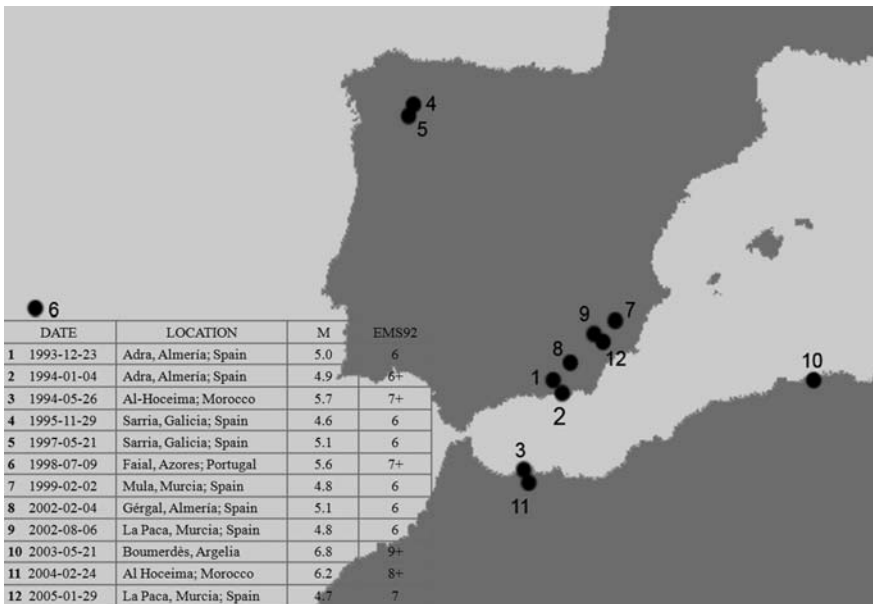 4
5
6
7
9
12
8
10
1
2
3
11
DATE LOCATION M EMS92
1 1993-12-23 Adra, Almería; Spain 5.0 6
2 1994-01-04 Adra, Almería; Spain 4.9 6+
3 1994-05-26 Al-Hoceima; Morocco 5.7 7+
4 1995-11-29 Sarria, Galicia; Spain 4.6 6
5 1997-05-21 Sarria, Galicia; Spain 5.1 6
6 1998-07-09 Faial, Azores; Portugal 5.6 7+
7 1999-02-02 Mula, Murcia; Spain 4.8 6
8 2002-02-04 Gérgal, Almería; Spain 5.1 6
9 2002-08-06 La Paca, Murcia; Spain 4.8 6
10 2003-05-21 Boumerdès, Argelia 6.8 9+
11 2004-02-24 Al Hoceima; Morocco 6.2 8+
12 2005-01-29 La Paca, Murcia; Spain 4.7 7